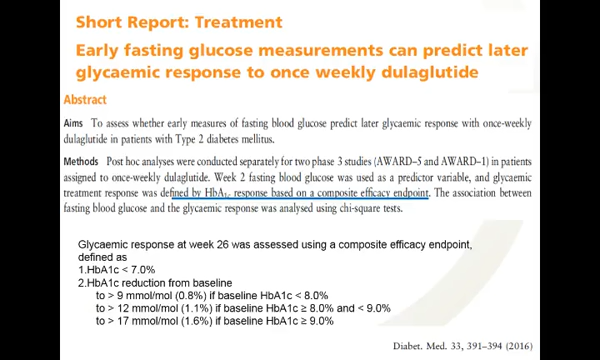 Short Report: Treatment
Early fasting glucose measurements can predict later
glycaemic response to once weekly dulaglutide
Abstract
Aims To assess whether early measures of fasting blood glucose predict later glycaemic response with once-weekly
dulaglutide in patients with Type 2 diabetes mellitus.
Methods Post hoc analyses were conducted separately for two phase 3 studies (AWARD-5 and AWARD-1) in patients
assigned to once-weekly dulaglutide. Week 2 fasting blood glucose was used as a predictor variable, and glycaemic
treatment response was defined by HbA1c response based on a composite efficacy endpoint. The association between
fasting blood glucose and the glycaemic response was analysed using chi-square tests.
Glycaemic response at week 26 was assessed using a composite efficacy endpoint,
defined as
1.HbA1c < 7.0%
2.HbA1c reduction from baseline
to > 9 mmol/mol (0.8%) if baseline HbA1c < 8.0%
to > 12 mmol/mol (1.1%) if baseline HbA1c ≥ 8.0% and < 9.0%
to > 17 mmol/mol (1.6%) if baseline HbA1c ≥ 9.0%
Diabet. Med. 33, 391–394 (2016)